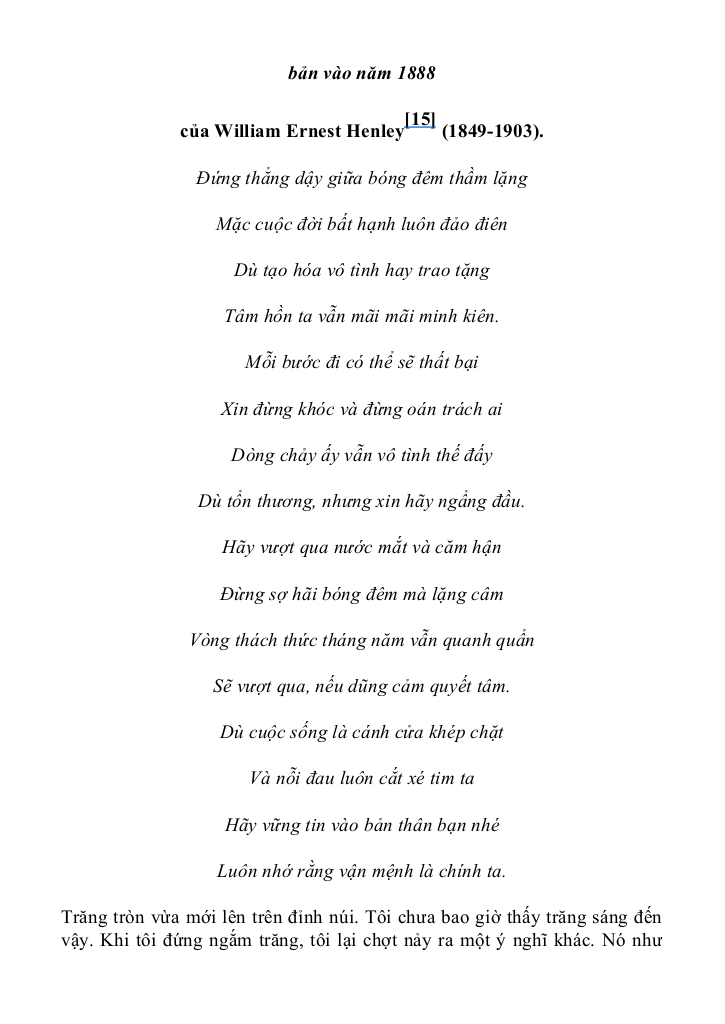 bản vào năm 1888
của William Ernest Henley[15] (1849-1903).
Đứng thẳng dậy giữa bóng đêm thầm lặng
Mặc cuộc đời bất hạnh luôn đảo điên
Dù tạo hóa vô tình hay trao tặng
Tâm hồn ta vẫn mãi mãi minh kiên.
Mỗi bước đi có thể sẽ thất bại
Xin đừng khóc và đừng oán trách ai
Dòng chảy ấy vẫn vô tình thế đấy
Dù tổn thương, nhưng xin hãy ngẩng đầu.
Hãy vượt qua nước mắt và căm hận
Đừng sợ hãi bóng đêm mà lặng câm
Vòng thách thức tháng năm vẫn quanh quẩn
Sẽ vượt qua, nếu dũng cảm quyết tâm.
Dù cuộc sống là cánh cửa khép chặt
Và nỗi đau luôn cắt xé tim ta
Hãy vững tin vào bản thân bạn nhé
Luôn nhớ rằng vận mệnh là chính ta.
Trăng tròn vừa mới lên trên đỉnh núi. Tôi chưa bao giờ thấy trăng sáng đến
vậy. Khi tôi đứng ngắm trăng, tôi lại chợt nảy ra một ý nghĩ khác. Nó như